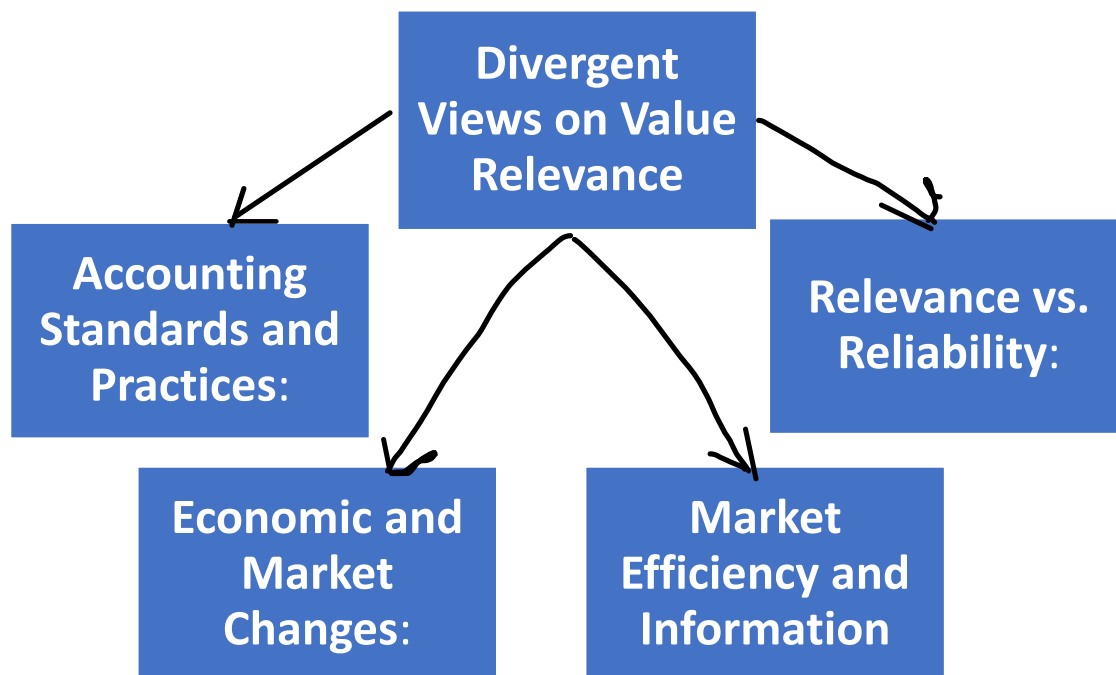 Divergent
Views on Value
Relevance
Accounting
Standards and
Practices:
Relevance vs.
Reliability:
Economic and
Market
Changes:
Market
Efficiency and
Information